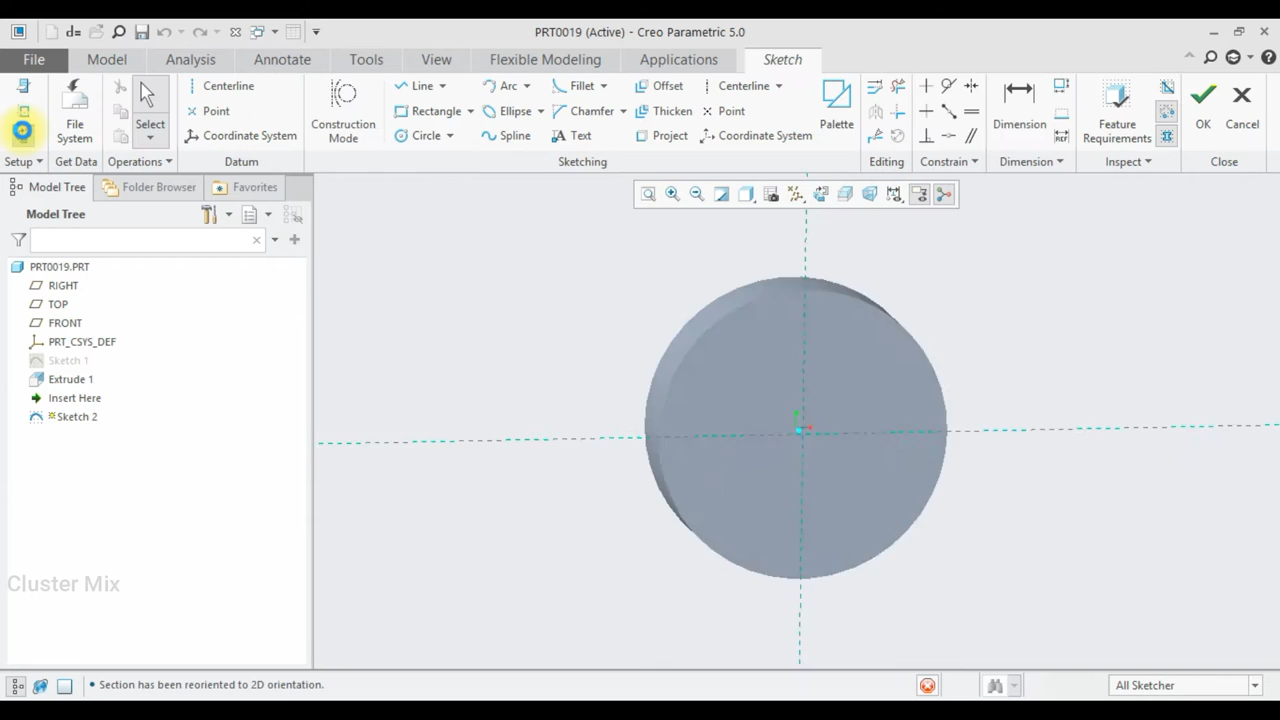 PRT0019 (Active) - Creo Parametric 5.0
File Model Analysis Annotate Tools View Flexible Modeling Applications Sketch
Centerline Line Arc Fillet Offset Centerline
Point Rectangle Ellipse Chamfer Thicken Point
Coordinate System Circle Spline Text Project Coordinate System
File System
Select
Construction Mode
Palette
Dimension
Feature Requirements
OK Cancel
Setup Get Data Operations Datum Sketching Editing Constrain Dimension Inspect Close
Model Tree Folder Browser Favorites
Model Tree
PRT0019.PRT
RIGHT
TOP
FRONT
PRT_CSYS_DEF
Sketch 1
Extrude 1
Insert Here
Sketch 2
Cluster Mix
Section has been reoriented to 2D orientation.
All Sketcher